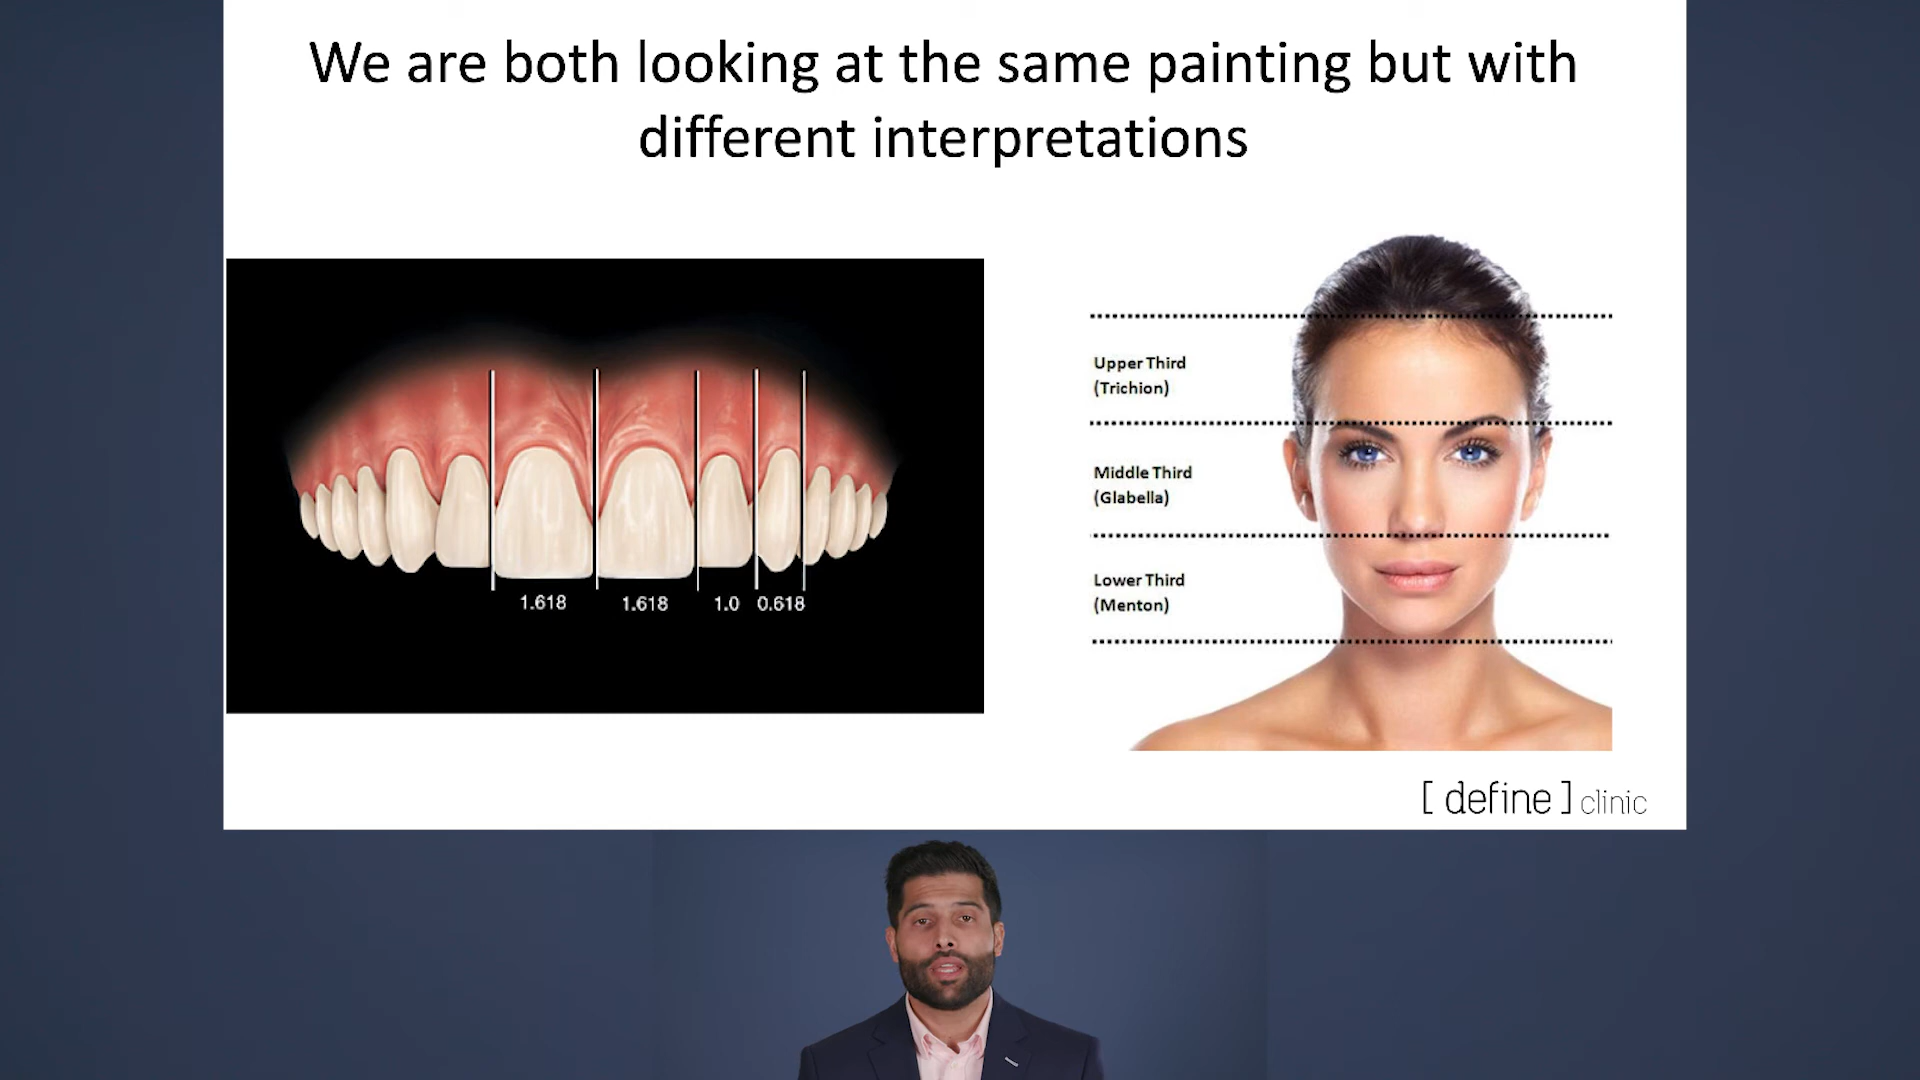 We are both looking at the same painting but with
different interpretations
1.618 1.618 1.0 0.618
Upper Third
(Trichion)
Middle Third
(Glabella)
Lower Third
(Menton)
[ define ] clinic